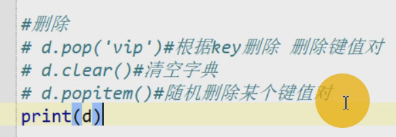 #删除
# d.pop('vip')#根据key删除 删除键值对
# d.clear()#清空字典
# d.popitem()#随机删除某个键值对
print(d)